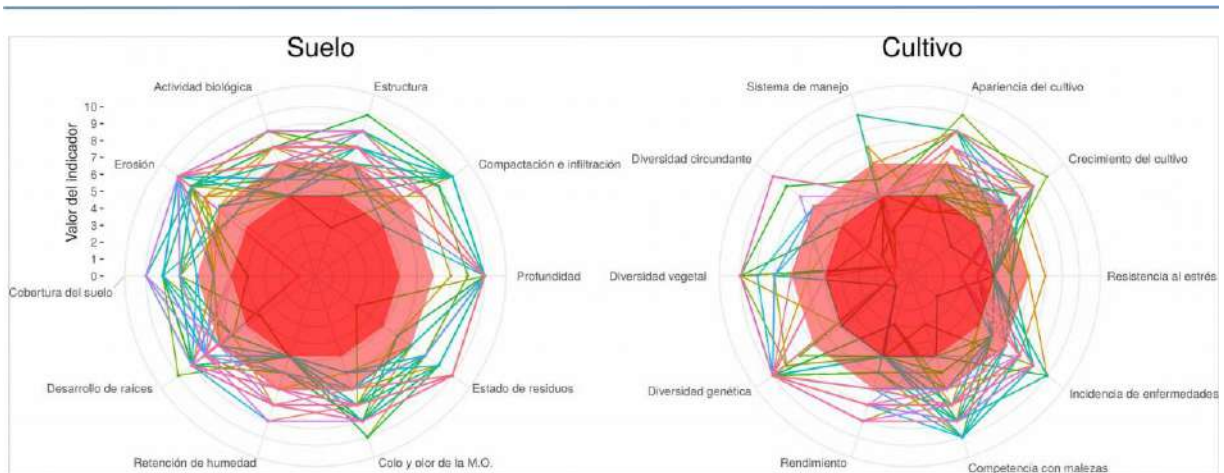 Suelo
Actividad biológica
Estructura
Erosión
Compactación e infiltración
Valor del indicador
10
9
8
7
6
5
4
3
2
1
0
Cobertura del suelo
Profundidad
Desarrollo de raíces
Estado de residuos
Retención de humedad
Colo y olor de la M.O.
Cultivo
Sistema de manejo
Apariencia del cultivo
Diversidad circundante
Crecimiento del cultivo
Diversidad vegetal
Resistencia al estrés
Diversidad genética
Incidencia de enfermedades
Rendimiento
Competencia con malezas